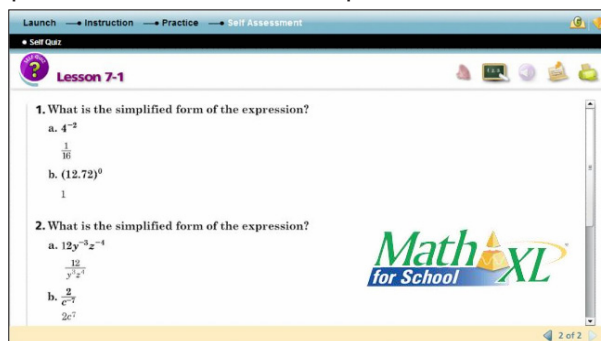 Launch → Instruction → Practice → Self Assessment
• Self Quiz
SELF QUIZ
?
Lesson 7-1
1. What is the simplified form of the expression?
a. 4⁻²
1/16
b. (12.72)⁰
1
2. What is the simplified form of the expression?
a. 12y⁻³z⁻⁴
12/y³z⁴
b. 2/c⁻⁷
2c⁷
Math XL®
for School
2 of 2